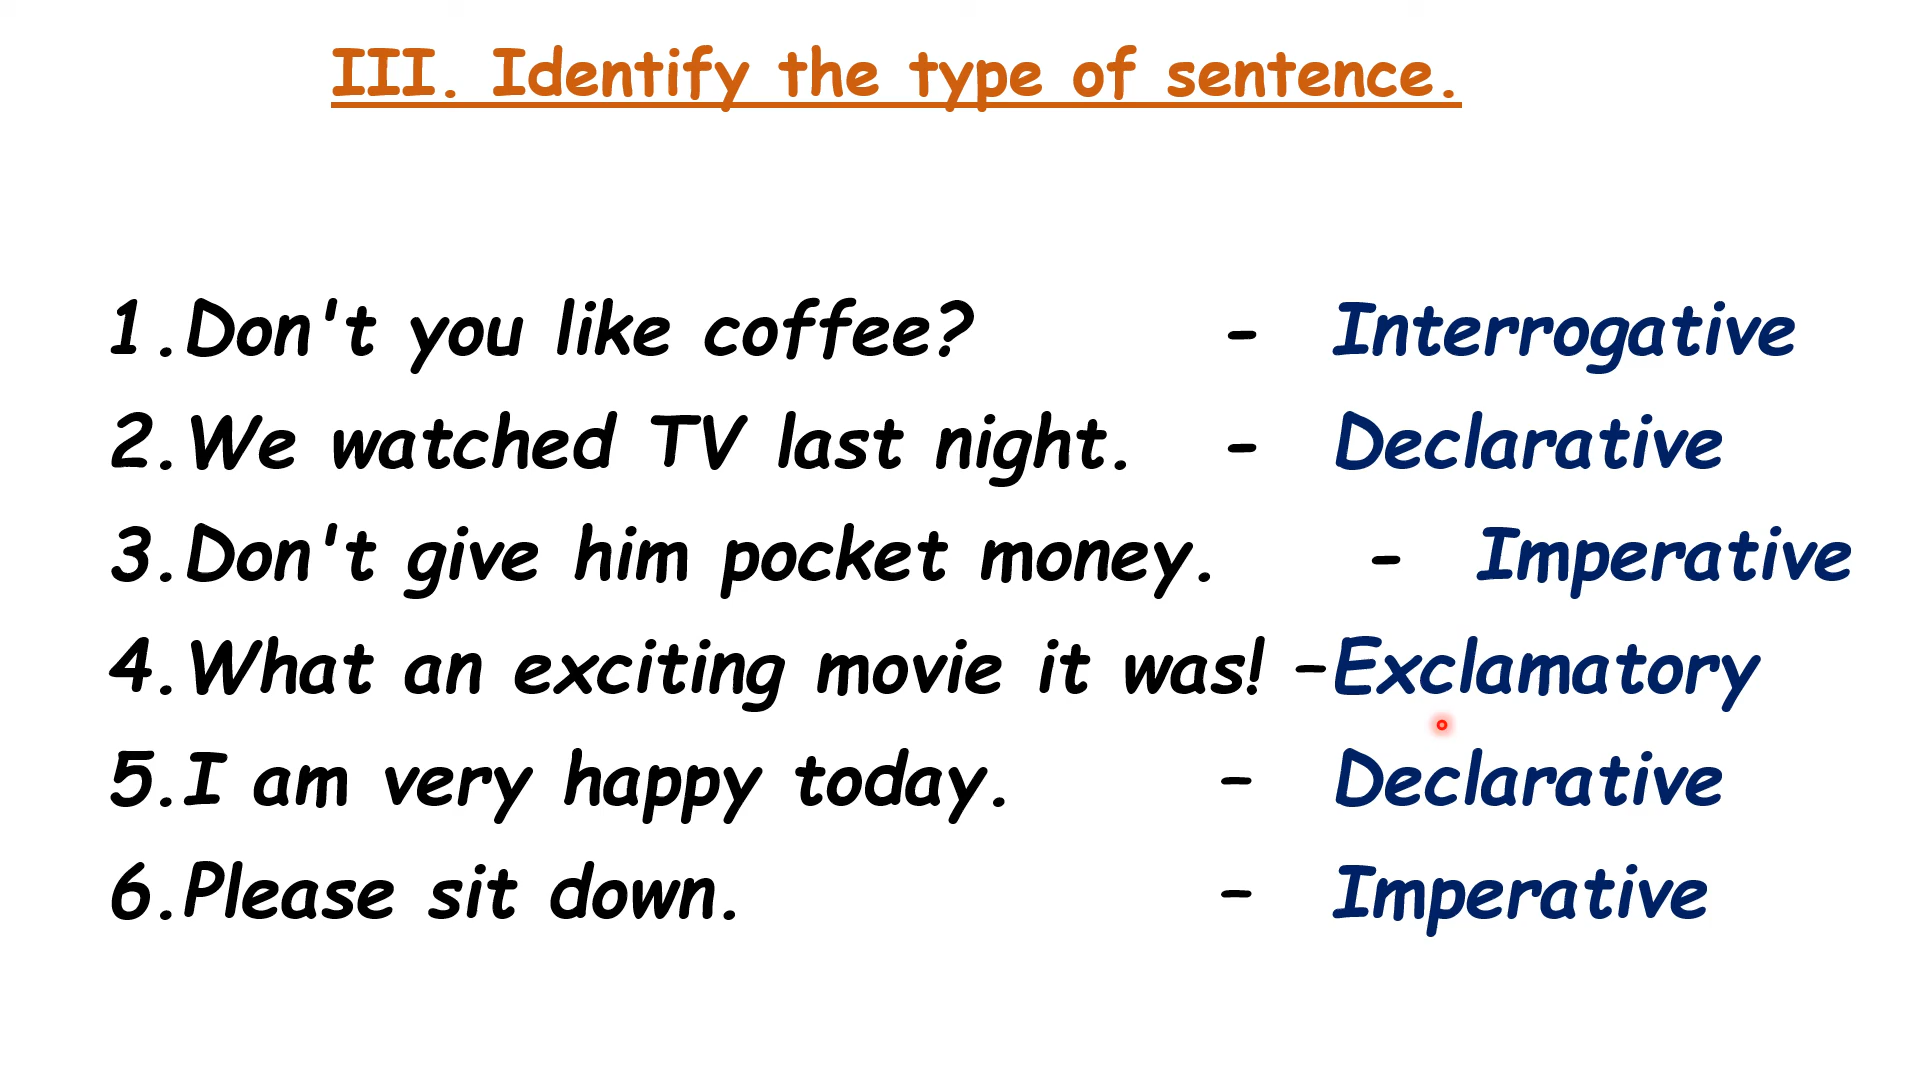 III. Identify the type of sentence.
1.Don't you like coffee? - Interrogative
2.We watched TV last night. - Declarative
3.Don't give him pocket money. - Imperative
4.What an exciting movie it was! –Exclamatory
5.I am very happy today. – Declarative
6.Please sit down. – Imperative